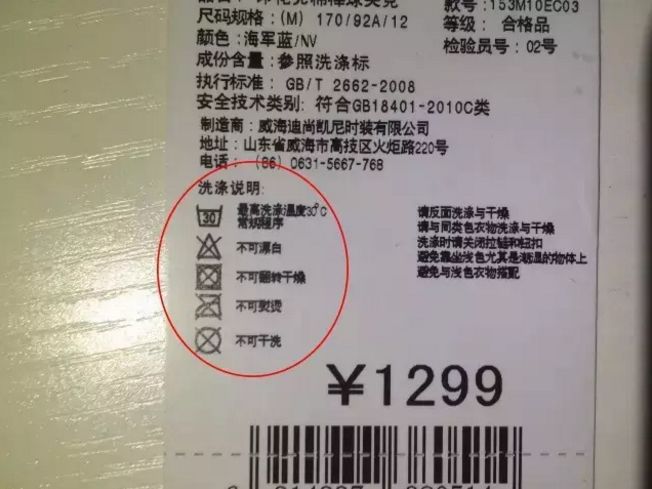 款号:153M10EC03
尺码规格:(M) 170/92A/12
等级: 合格品
颜色:海军蓝/NV
检验员号:02号
成份含量:参照洗涤标
执行标准: GB/T 2662-2008
安全技术类别: 符合GB18401-2010C类
制造商:威海迪尚凯尼时装有限公司
地址:山东省威海市高技区火炬路220号
电话: (86) 0631-5667-768
洗涤说明:
30
最高洗涤温度30℃
常规程序
不可漂白
不可翻转干燥
不可熨烫
不可干洗
请反面洗涤与干燥
请与同类色衣物洗涤与干燥
洗涤时请关闭拉链和纽扣
避免靠坐浅色尤其是潮湿的物体上
避免与浅色衣物搭配
¥1299